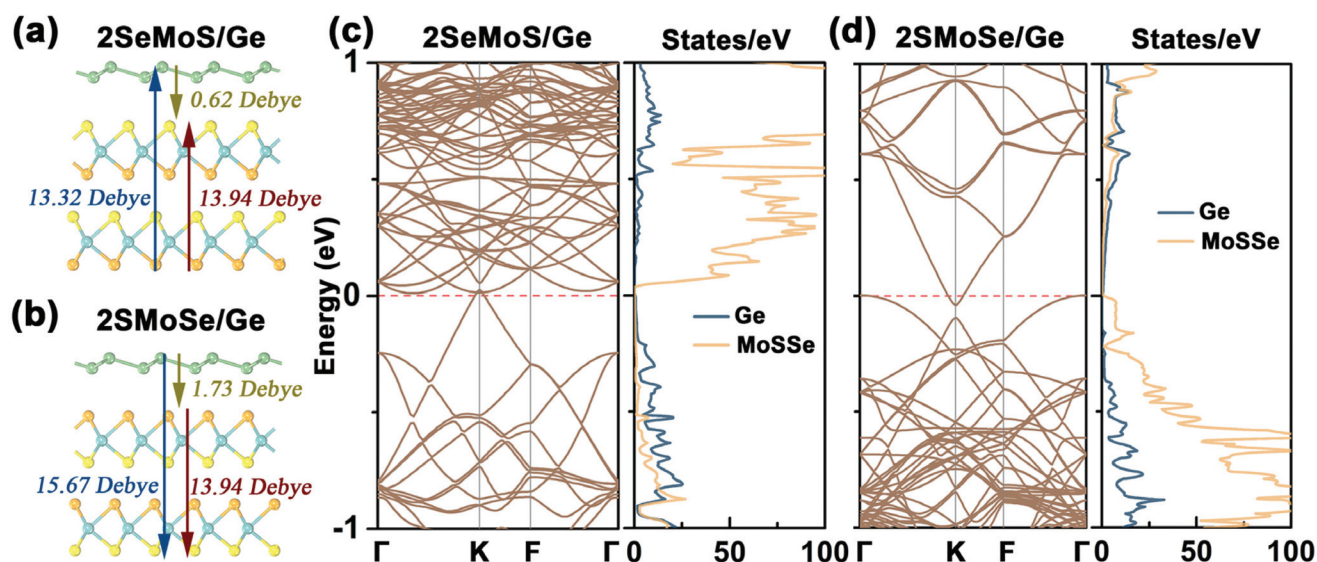 (a)
2SeMoS/Ge
0.62 Debye
13.32 Debye
13.94 Debye
(b)
2SMoSe/Ge
1.73 Debye
15.67 Debye
13.94 Debye
(c)
2SeMoS/Ge
States/eV
Energy (eV)
1
0
-1
Γ
K
F
Γ
Ge
MoSSe
0
50
100
(d)
2SMoSe/Ge
States/eV
Ge
MoSSe
Γ
K
F
Γ
0
50
100